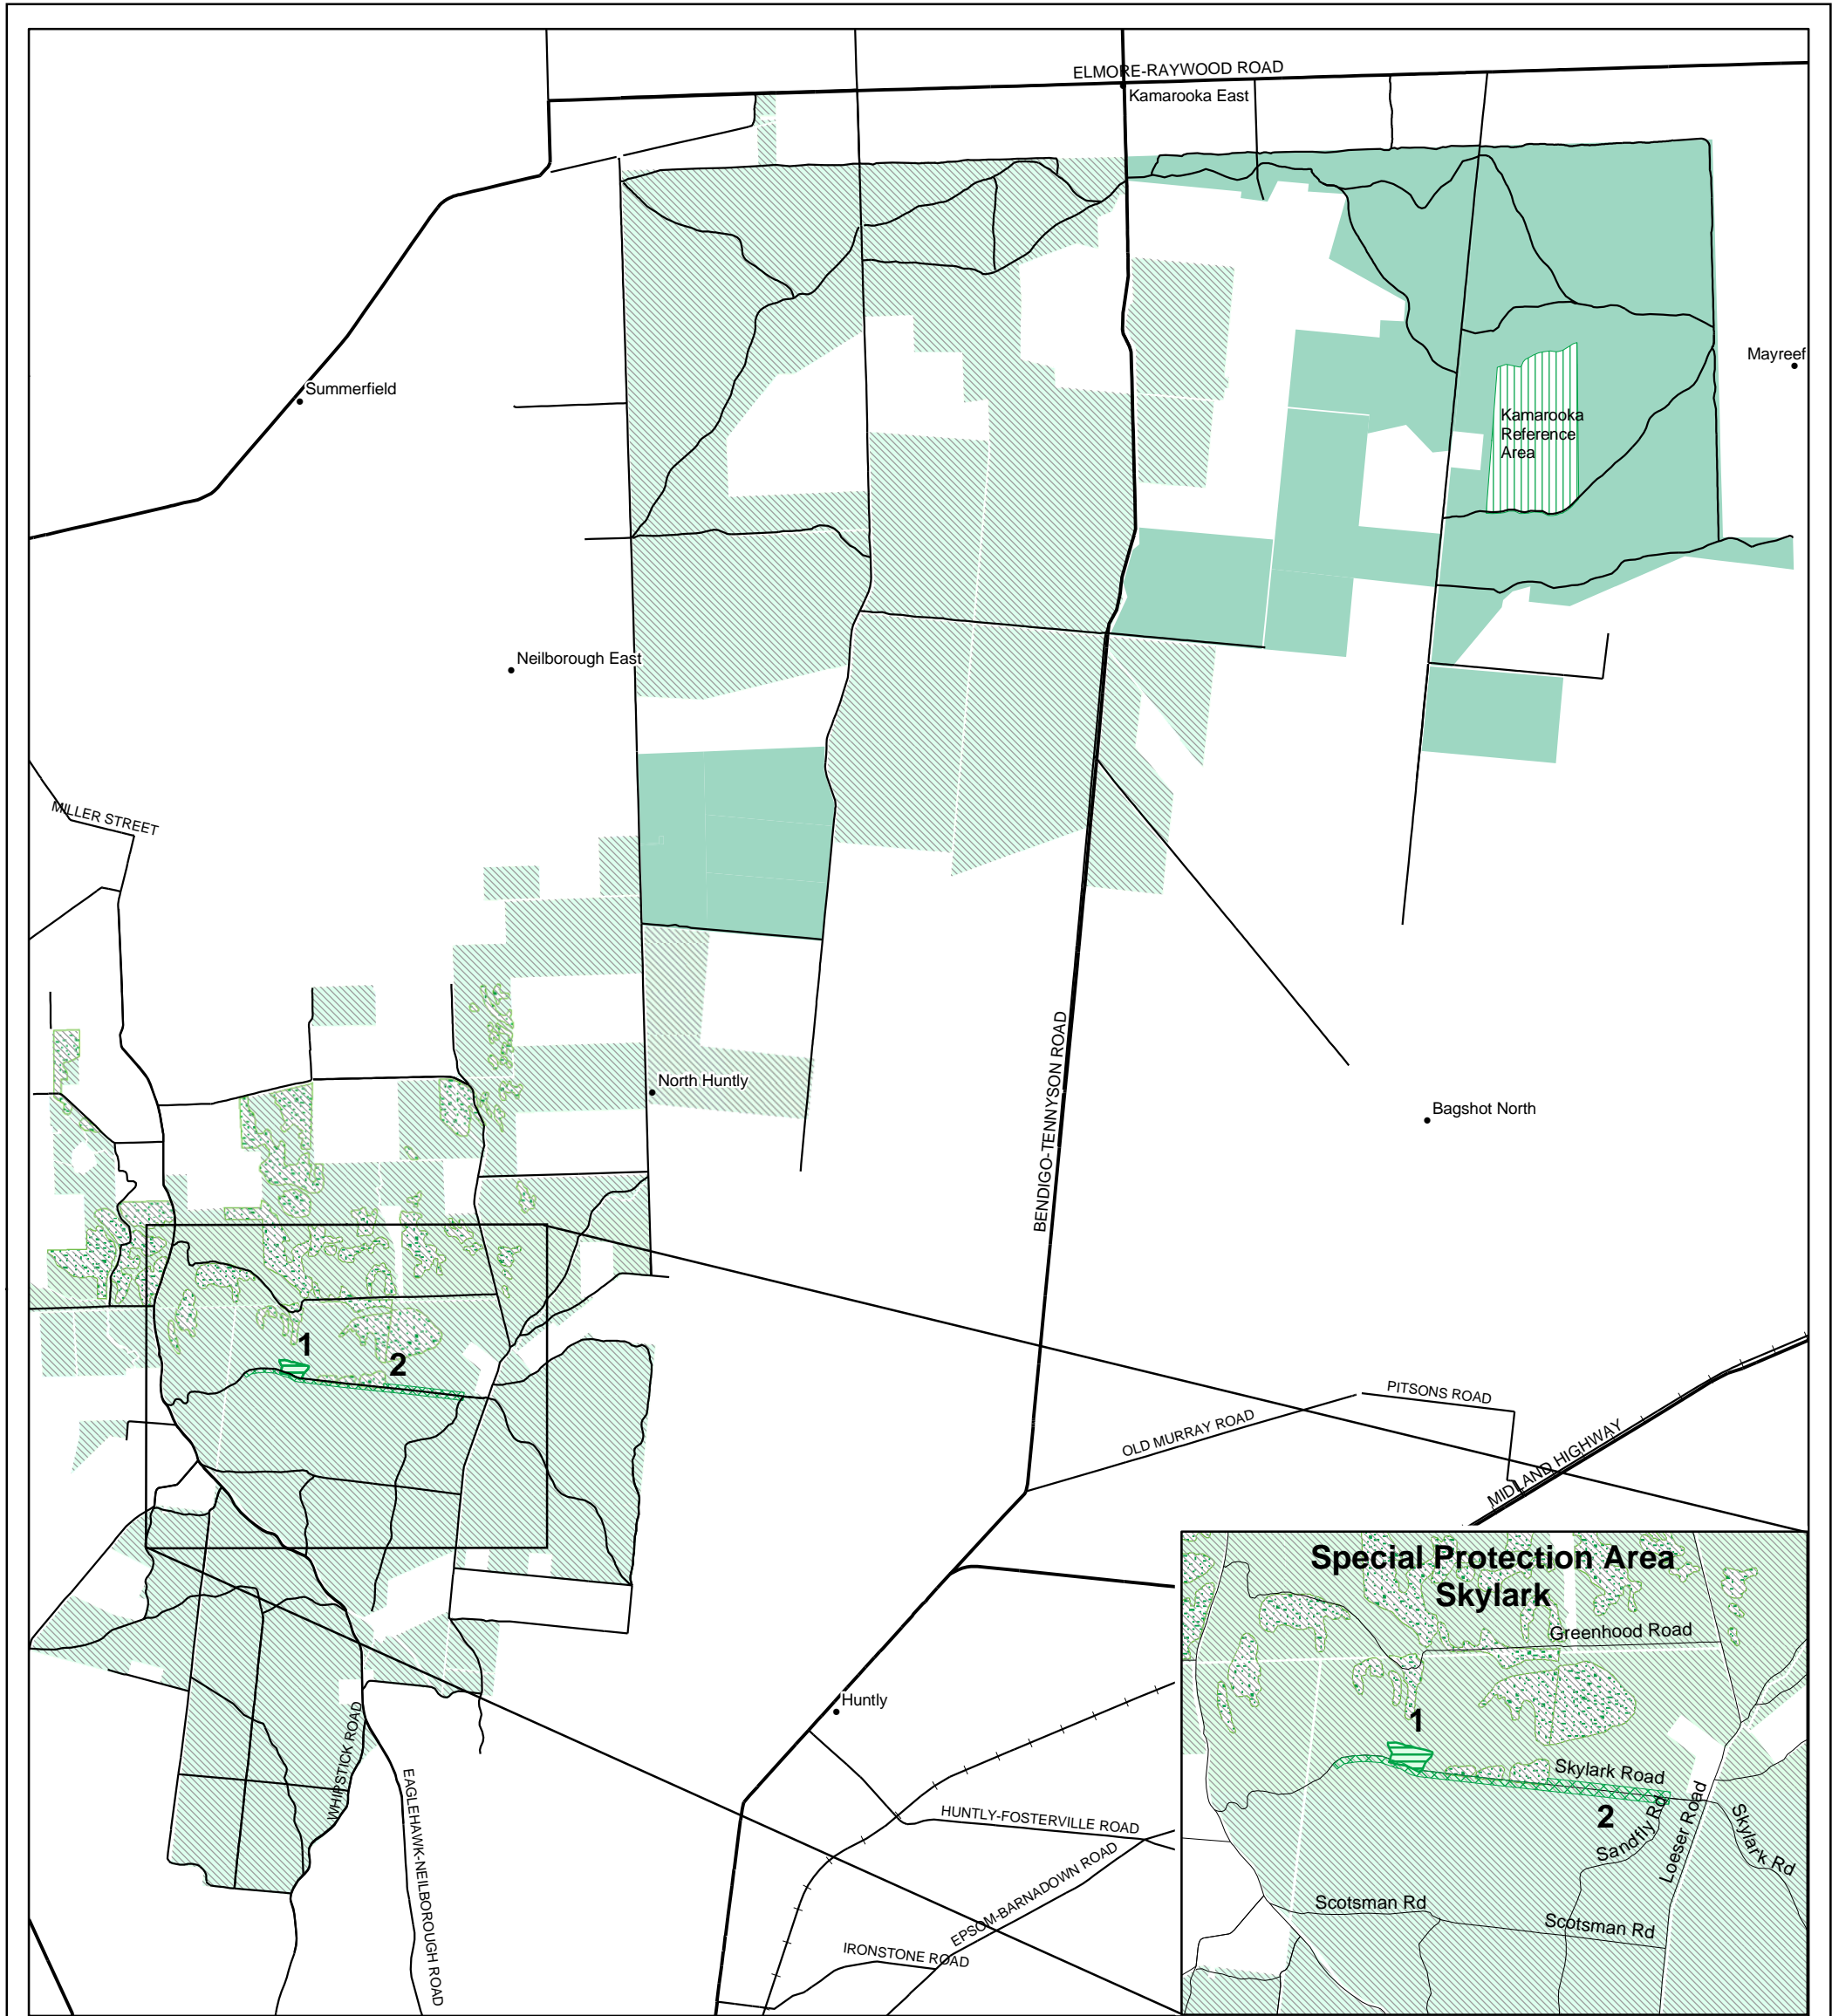 ELMORE-RAYWOOD ROAD
Kamarooka East
Mayreef
Summerfield
Kamarooka
Reference
Area
Neilborough East
MILLER STREET
BENDIGO-TENNYSON ROAD
North Huntly
Bagshot North
1
2
PITSONS ROAD
OLD MURRAY ROAD
MIDLAND HIGHWAY
Special Protection Area
Skylark
Greenhood Road
1
Skylark Road
2
Sandfly Rd
Loeser Road
Skylark Rd
Scotsman Rd
Scotsman Rd
Huntly
WHIPSTICK ROAD
EAGLEHAWK-NEILBOROUGH ROAD
HUNTLY-FOSTERVILLE ROAD
EPSOM-BARNADOWN ROAD
IRONSTONE ROAD